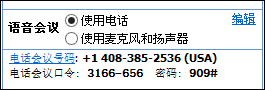 语音会议 使用电话 编辑
使用麦克风和扬声器
电话会议号码: +1 408-385-2536 (USA)
电话会议口令: 3166-656 密码: 909#